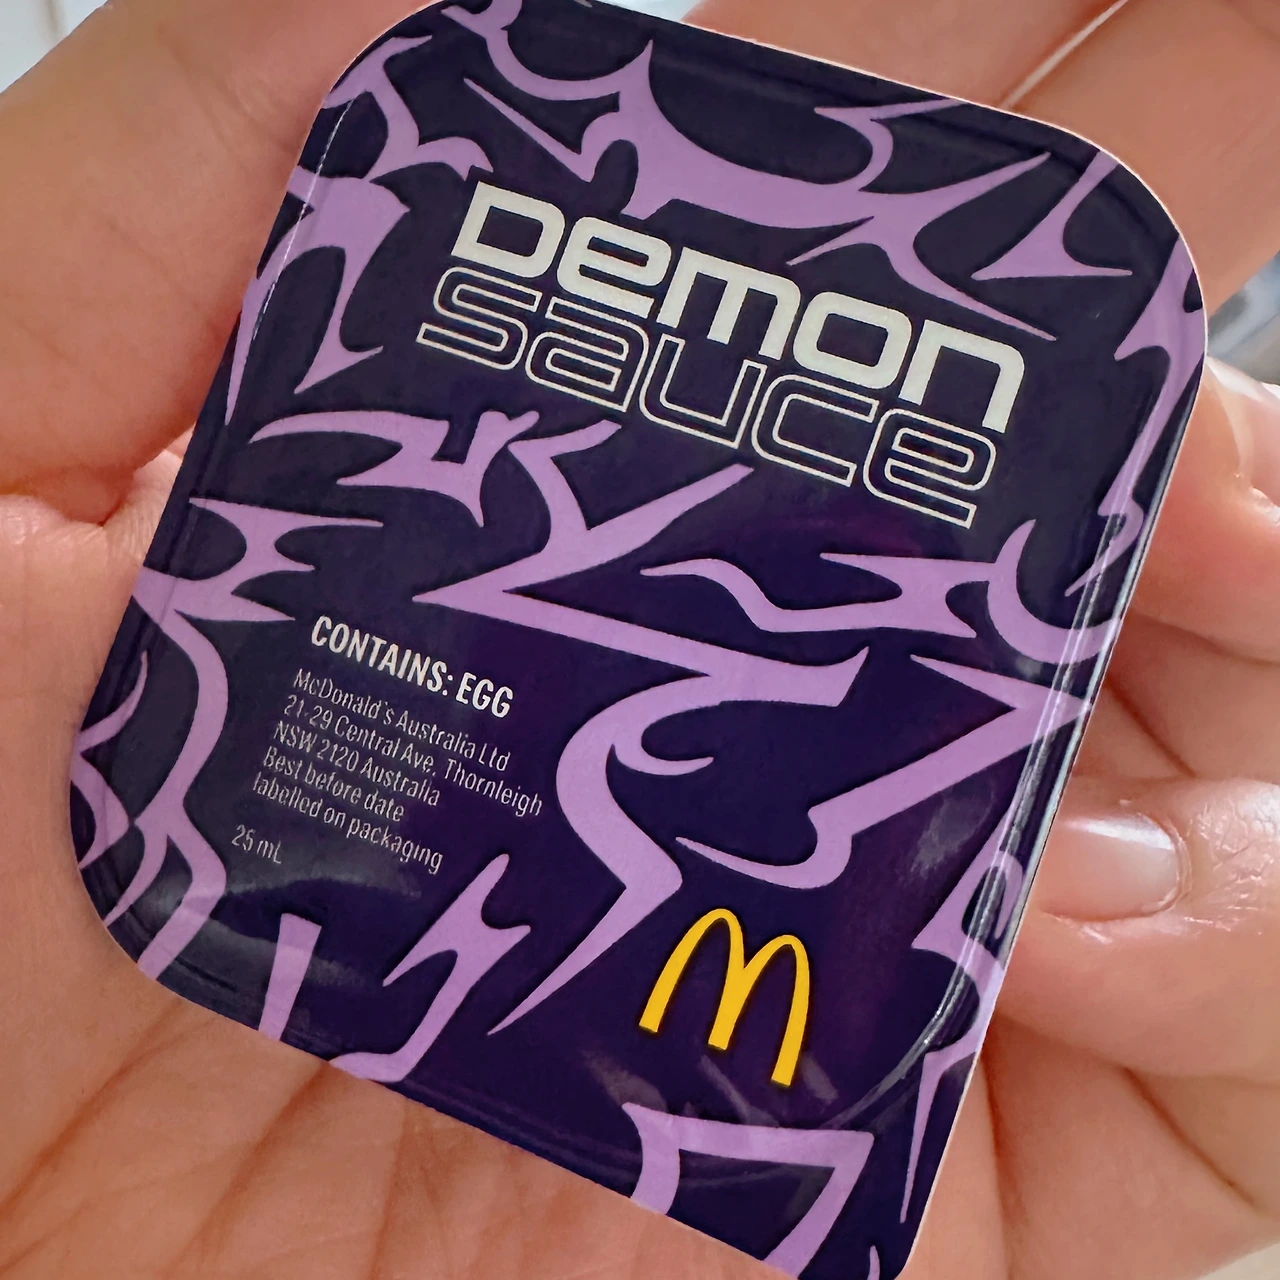 Demon
sauce
CONTAINS: EGG
McDonald's Australia Ltd
21-29 Central Ave, Thornleigh
NSW 2120 Australia
Best before date
labelled on packaging
25 mL